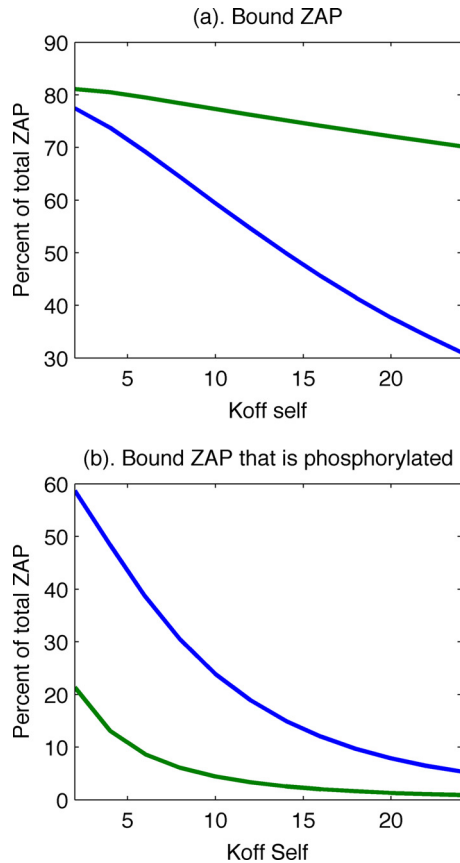 (a). Bound ZAP
90
80
70
60
50
40
30
Percent of total ZAP
5 10 15 20
Koff self
(b). Bound ZAP that is phosphorylated
60
50
40
30
20
10
0
Percent of total ZAP
5 10 15 20
Koff Self